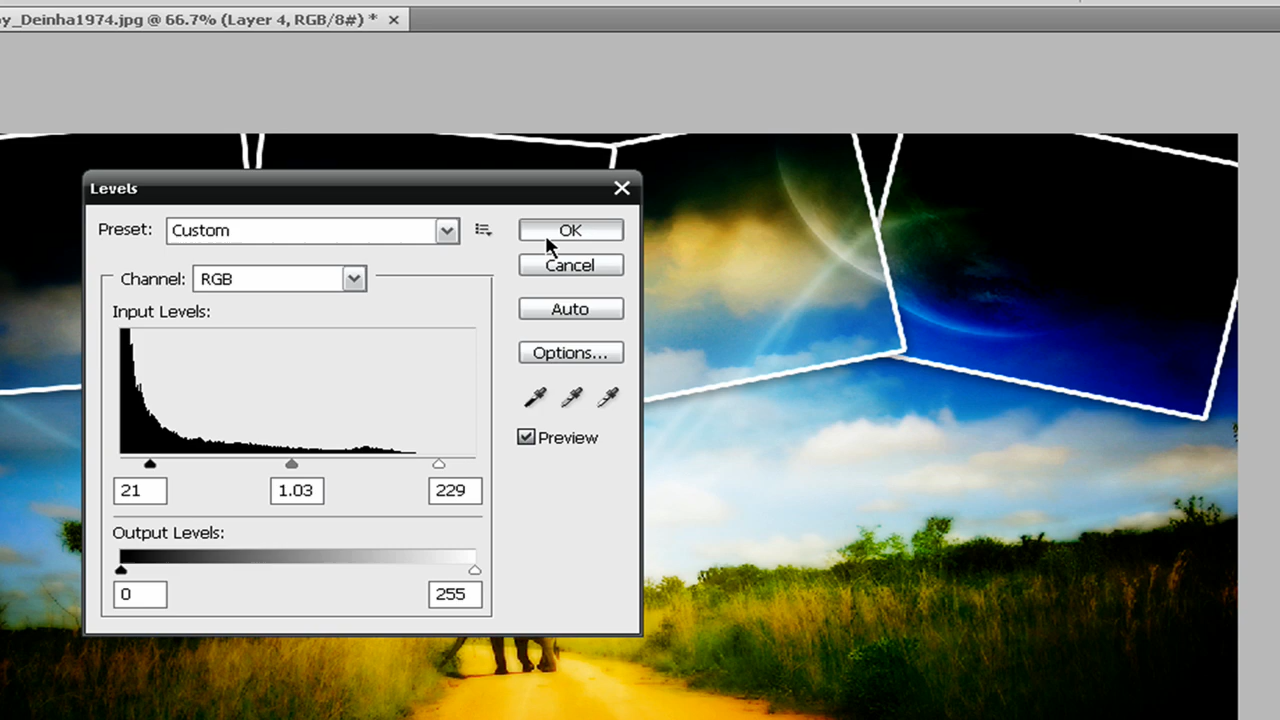 y_Deinha1974.jpg @ 66.7% (Layer 4, RGB/8#) *
Levels
Preset: Custom
OK
Cancel
Channel: RGB
Input Levels:
Auto
Options...
Preview
21 1.03 229
Output Levels:
0 255